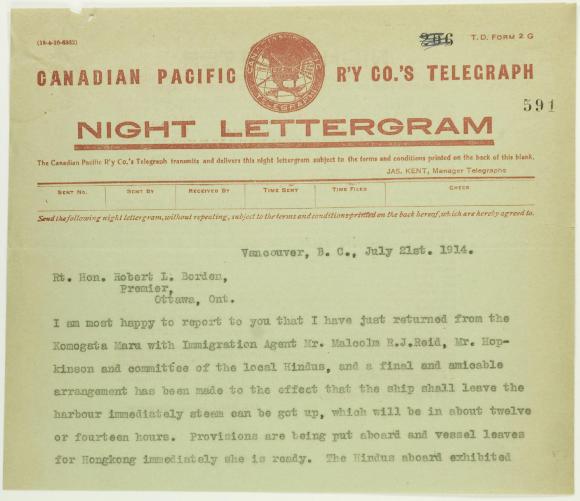 (18-4-10-6862)
T. D. FORM 2 G
CANADIAN PACIFIC R'Y CO.'S TELEGRAPH
591
NIGHT LETTERGRAM
The Canadian Pacific R'y Co.'s Telegraph transmits and delivers this night lettergram subject to the terms and conditions printed on the back of this blank.
JAS. KENT, Manager Telegraphs
SENT NO. SENT BY RECEIVED BY TIME SENT TIME FILED CHECK
Send the following night lettergram, without repeating, subject to the terms and conditions printed on the back hereof, which are hereby agreed to.
Vancouver, B. C., July 21st. 1914.
Rt. Hon. Robert L. Borden,
Premier,
Ottawa, Ont.
I am most happy to report to you that I have just returned from the
Komogata Maru with Immigration Agent Mr. Malcolm R.J.Reid, Mr. Hop-
kinson and committee of the local Hindus, and a final and amicable
arrangement has been made to the effect that the ship shall leave the
harbour immediately steam can be got up, which will be in about twelve
or fourteen hours. Provisions are being put aboard and vessel leaves
for Hongkong immediately she is ready. The Hindus aboard exhibited